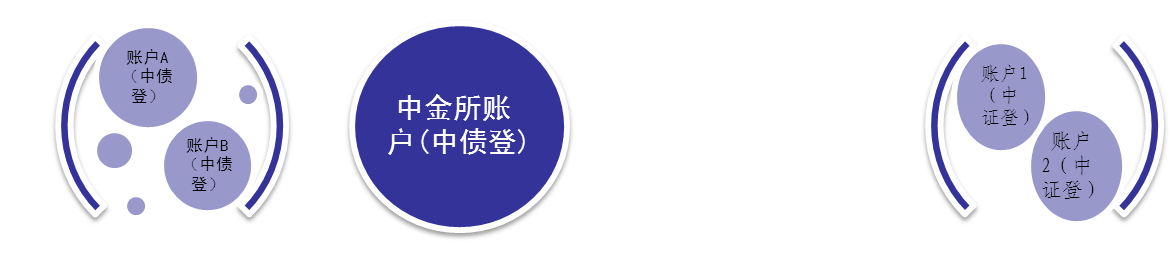 账户A
（中债
登）
账户B
（中债
登）
中金所账
户(中债登)
账户1
（中
证登）
账户
2（中
证登）